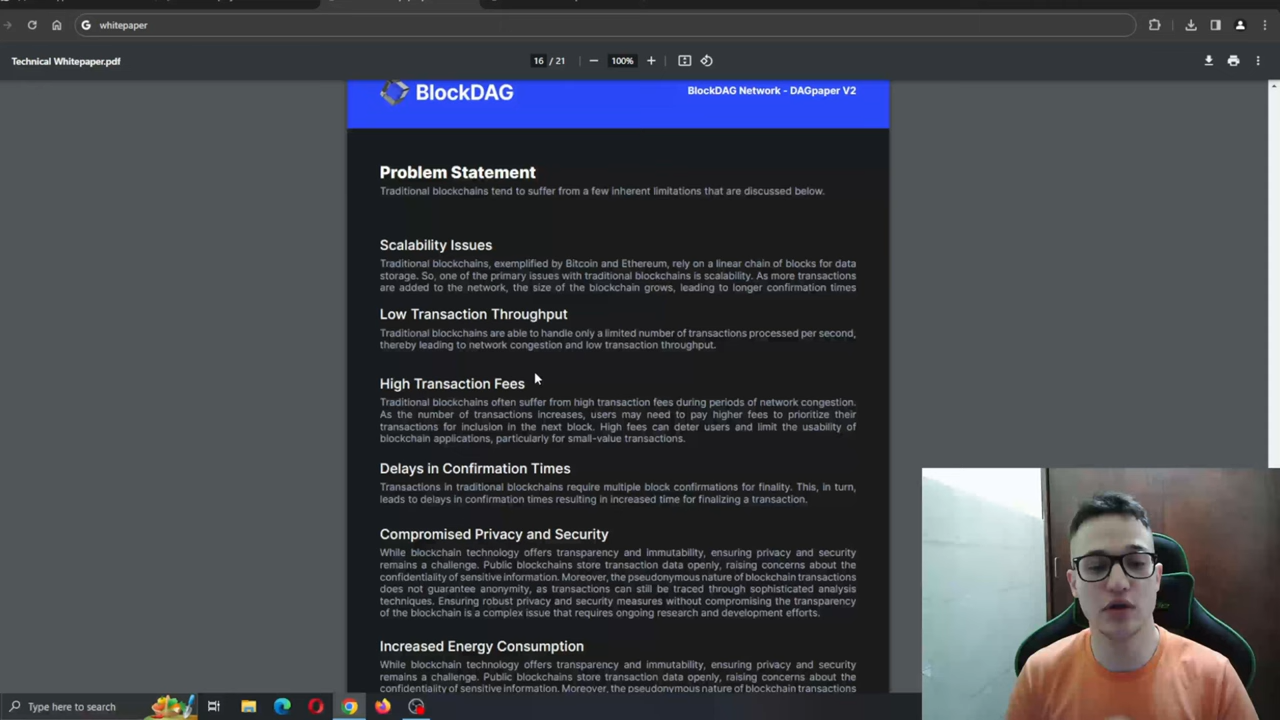 whitepaper
Technical Whitepaper.pdf
16 / 21
100%
BlockDAG
BlockDAG Network - DAGpaper V2
Problem Statement
Traditional blockchains tend to suffer from a few inherent limitations that are discussed below.
Scalability Issues
Traditional blockchains, exemplified by Bitcoin and Ethereum, rely on a linear chain of blocks for data
storage. So, one of the primary issues with traditional blockchains is scalability. As more transactions
are added to the network, the size of the blockchain grows, leading to longer confirmation times
Low Transaction Throughput
Traditional blockchains are able to handle only a limited number of transactions processed per second,
thereby leading to network congestion and low transaction throughput.
High Transaction Fees
Traditional blockchains often suffer from high transaction fees during periods of network congestion.
As the number of transactions increases, users may need to pay higher fees to prioritize their
transactions for inclusion in the next block. High fees can deter users and limit the usability of
blockchain applications, particularly for small-value transactions.
Delays in Confirmation Times
Transactions in traditional blockchains require multiple block confirmations for finality. This, in turn,
leads to delays in confirmation times resulting in increased time for finalizing a transaction.
Compromised Privacy and Security
While blockchain technology offers transparency and immutability, ensuring privacy and security
remains a challenge. Public blockchains store transaction data openly, raising concerns about the
confidentiality of sensitive information. Moreover, the pseudonymous nature of blockchain transactions
does not guarantee anonymity, as transactions can still be traced through sophisticated analysis
techniques. Ensuring robust privacy and security measures without compromising the transparency
of the blockchain is a complex issue that requires ongoing research and development efforts.
Increased Energy Consumption
While blockchain technology offers transparency and immutability, ensuring privacy and security
remains a challenge. Public blockchains store transaction data openly, raising concerns about the
confidentiality of sensitive information. Moreover, the pseudonymous nature of blockchain transactions
Type here to search